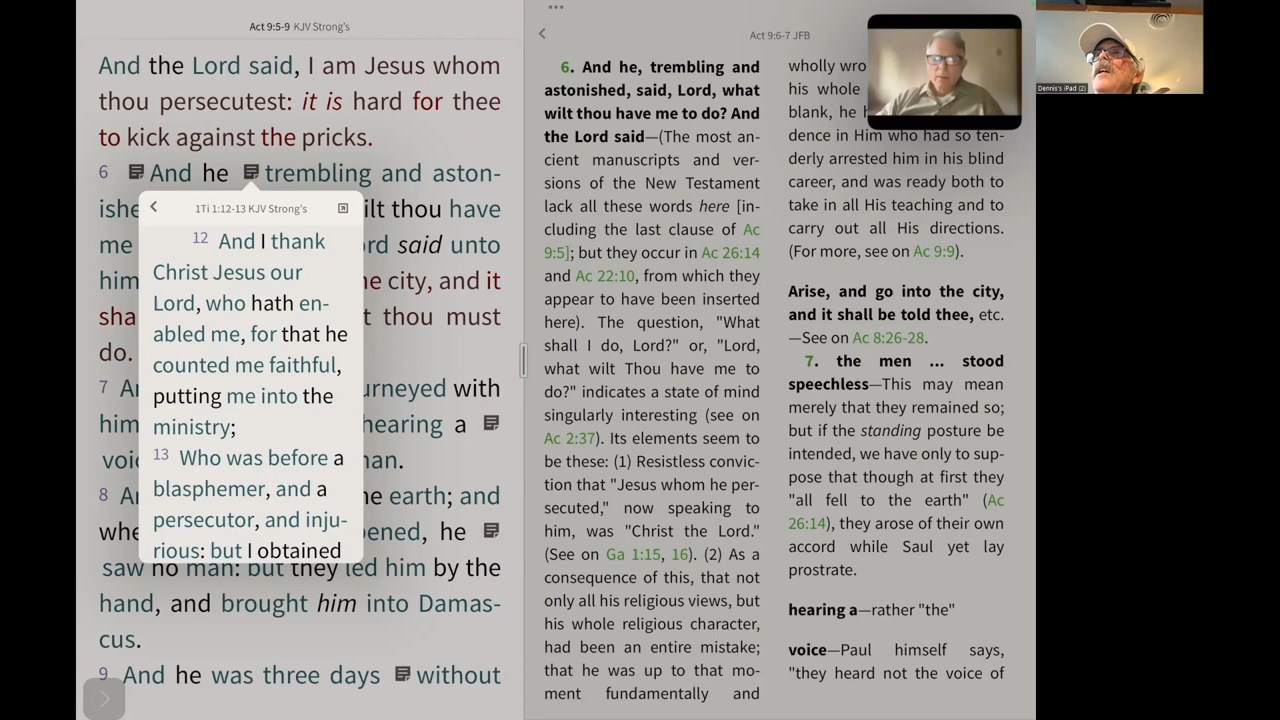 Act 9:5-9 KJV Strong's
And the Lord said, I am Jesus whom
thou persecutest: it is hard for thee
to kick against the pricks.
6 And he trembling and aston-
ishe ilt thou have
me rd said unto
him e city, and it
sha t thou must
do.
7 Ar urneyed with
him hearing a
voic nan.
8 Ar e earth; and
whe ened, he
saw no man: but they led him by the
hand, and brought him into Damas-
cus.
9 And he was three days without
1Ti 1:12-13 KJV Strong's
12 And I thank
Christ Jesus our
Lord, who hath en-
abled me, for that he
counted me faithful,
putting me into the
ministry;
13 Who was before a
blasphemer, and a
persecutor, and inju-
rious: but I obtained
Act 9:6-7 JFB
6. And he, trembling and
astonished, said, Lord, what
wilt thou have me to do? And
the Lord said—(The most an-
cient manuscripts and ver-
sions of the New Testament
lack all these words here [in-
cluding the last clause of Ac
9:5]; but they occur in Ac 26:14
and Ac 22:10, from which they
appear to have been inserted
here). The question, "What
shall I do, Lord?" or, "Lord,
what wilt Thou have me to
do?" indicates a state of mind
singularly interesting (see on
Ac 2:37). Its elements seem to
be these: (1) Resistless convic-
tion that "Jesus whom he per-
secuted," now speaking to
him, was "Christ the Lord."
(See on Ga 1:15, 16). (2) As a
consequence of this, that not
only all his religious views, but
his whole religious character,
had been an entire mistake;
that he was up to that mo-
ment fundamentally and
wholly wro
his whole
blank, he h
dence in Him who had so ten-
derly arrested him in his blind
career, and was ready both to
take in all His teaching and to
carry out all His directions.
(For more, see on Ac 9:9).
Arise, and go into the city,
and it shall be told thee, etc.
—See on Ac 8:26-28.
7. the men ... stood
speechless—This may mean
merely that they remained so;
but if the standing posture be
intended, we have only to sup-
pose that though at first they
"all fell to the earth" (Ac
26:14), they arose of their own
accord while Saul yet lay
prostrate.
hearing a—rather "the"
voice—Paul himself says,
"they heard not the voice of
Dennis's iPad (2)